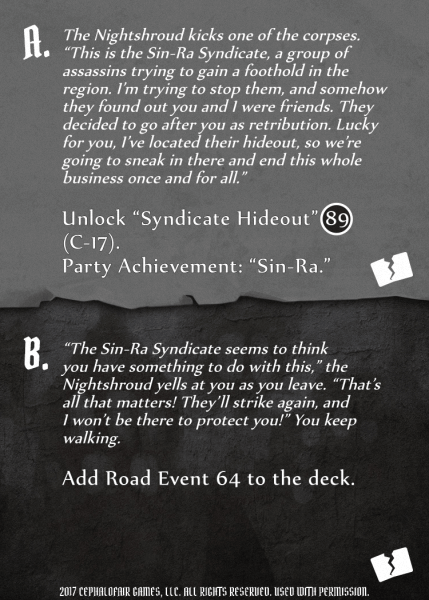 A. The Nightshroud kicks one of the corpses.
“This is the Sin-Ra Syndicate, a group of
assassins trying to gain a foothold in the
region. I’m trying to stop them, and somehow
they found out you and I were friends. They
decided to go after you as retribution. Lucky
for you, I’ve located their hideout, so we’re
going to sneak in there and end this whole
business once and for all.”
Unlock “Syndicate Hideout” 89
(C-17).
Party Achievement: “Sin-Ra.”
B. “The Sin-Ra Syndicate seems to think
you have something to do with this,” the
Nightshroud yells at you as you leave. “That’s
all that matters! They’ll strike again, and
I won’t be there to protect you!” You keep
walking.
Add Road Event 64 to the deck.
2017 CEPHALOFAIR GAMES, LLC. ALL RIGHTS RESERVED. USED WITH PERMISSION.